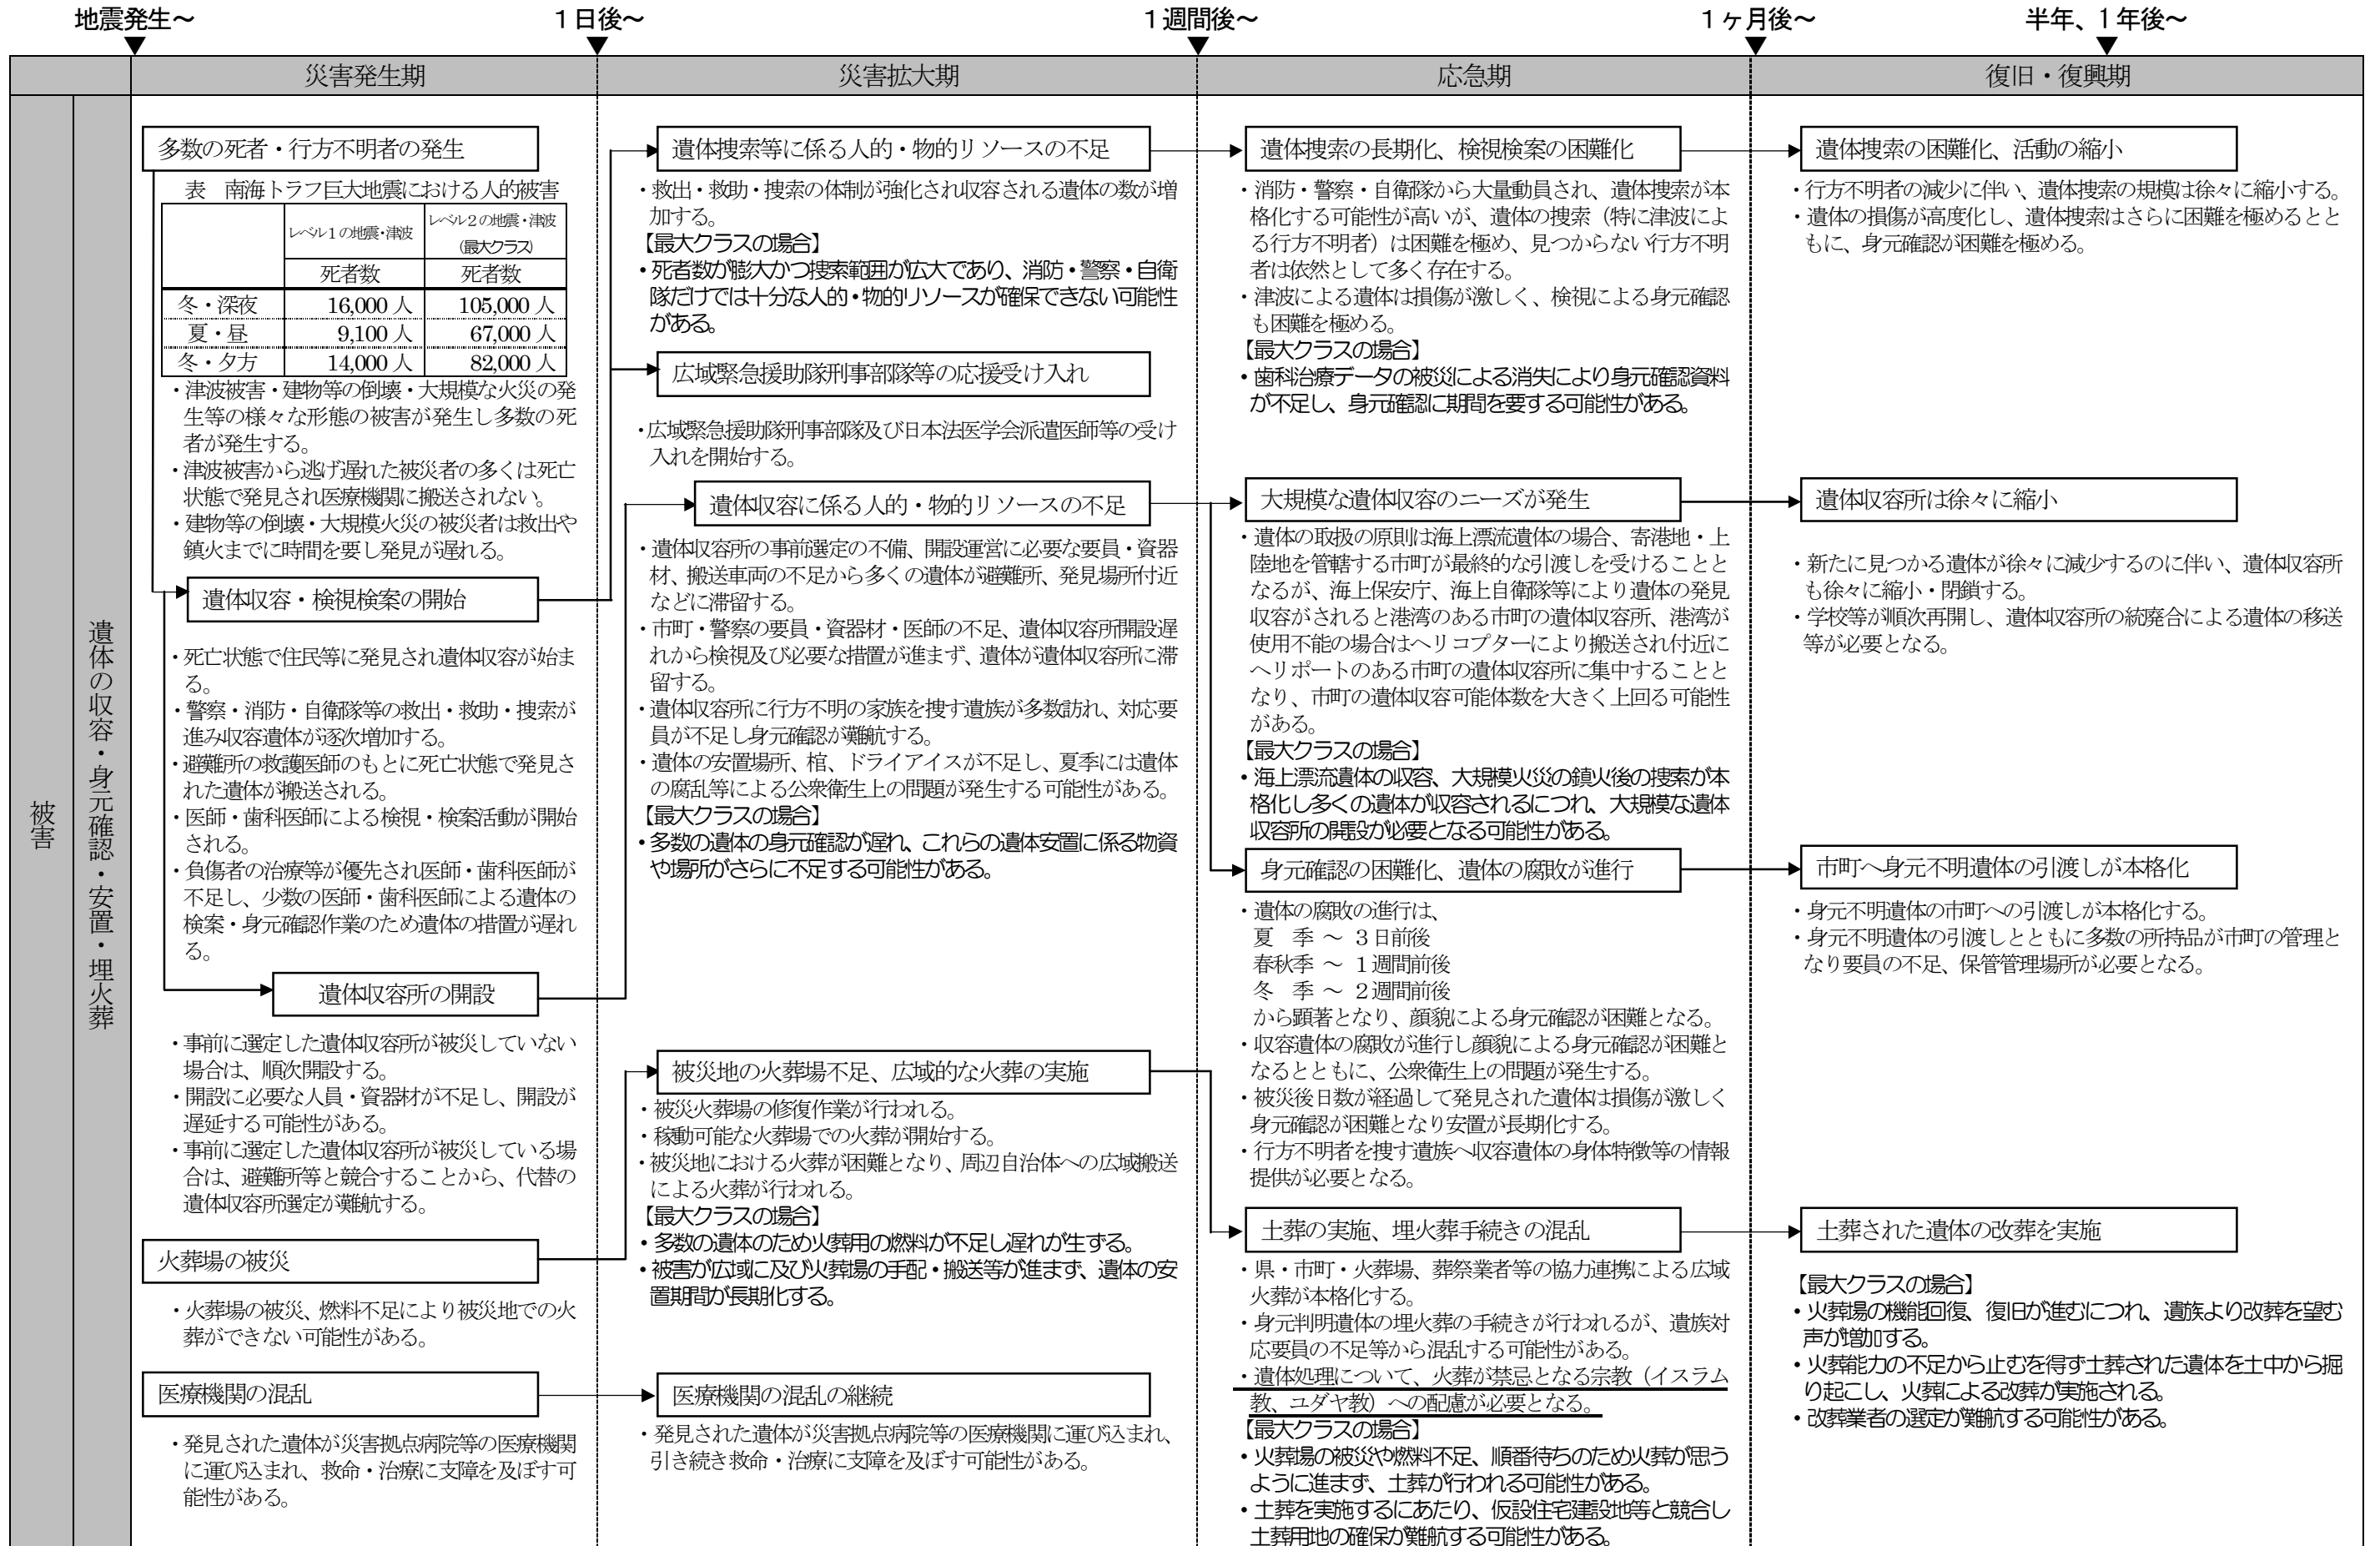 地震発生～
１日後～
１週間後～
１ヶ月後～
半年、１年後～
災害発生期
災害拡大期
応急期
復旧・復興期
被害
遺体の収容・身元確認・安置・埋火葬
多数の死者・行方不明者の発生
表　南海トラフ巨大地震における人的被害
レベル１の地震・津波
レベル２の地震・津波
(最大クラス)
死者数
死者数
冬・深夜 16,000 人 105,000 人
夏・昼 9,100 人 67,000 人
冬・夕方 14,000 人 82,000 人
・津波被害・建物等の倒壊・大規模な火災の発
生等の様々な形態の被害が発生し多数の死
者が発生する。
・津波被害から逃げ遅れた被災者の多くは死亡
状態で発見され医療機関に搬送されない。
・建物等の倒壊・大規模火災の被災者は救出や
鎮火までに時間を要し発見が遅れる。
遺体収容・検視検案の開始
・死亡状態で住民等に発見され遺体収容が始ま
る。
・警察・消防・自衛隊等の救出・救助・捜索が
進み収容遺体が逐次増加する。
・避難所の救護医師のもとに死亡状態で発見さ
れた遺体が搬送される。
・医師・歯科医師による検視・検案活動が開始
される。
・負傷者の治療等が優先され医師・歯科医師が
不足し、少数の医師・歯科医師による遺体の
検案・身元確認作業のため遺体の措置が遅れ
る。
遺体収容所の開設
・事前に選定した遺体収容所が被災していない
場合は、順次開設する。
・開設に必要な人員・資器材が不足し、開設が
遅延する可能性がある。
・事前に選定した遺体収容所が被災している場
合は、避難所等と競合することから、代替の
遺体収容所選定が難航する。
火葬場の被災
・火葬場の被災、燃料不足により被災地での火
葬ができない可能性がある。
医療機関の混乱
・発見された遺体が災害拠点病院等の医療機関
に運び込まれ、救命・治療に支障を及ぼす可
能性がある。
遺体捜索等に係る人的・物的リソースの不足
・救出・救助・捜索の体制が強化され収容される遺体の数が増
加する。
【最大クラスの場合】
・死者数が膨大かつ捜索範囲が広大であり、消防・警察・自衛
隊だけでは十分な人的・物的リソースが確保できない可能性
がある。
広域緊急援助隊刑事部隊等の応援受け入れ
・広域緊急援助隊刑事部隊及び日本法医学会派遣医師等の受け
入れを開始する。
遺体収容に係る人的・物的リソースの不足
・遺体収容所の事前選定の不備、開設運営に必要な要員・資器
材、搬送車両の不足から多くの遺体が避難所、発見場所付近
などに滞留する。
・市町・警察の要員・資器材・医師の不足、遺体収容所開設遅
れから検視及び必要な措置が進まず、遺体が遺体収容所に滞
留する。
・遺体収容所に行方不明の家族を捜す遺族が多数訪れ、対応要
員が不足し身元確認が難航する。
・遺体の安置場所、棺、ドライアイスが不足し、夏季には遺体
の腐乱等による公衆衛生上の問題が発生する可能性がある。
【最大クラスの場合】
・多数の遺体の身元確認が遅れ、これらの遺体安置に係る物資
や場所がさらに不足する可能性がある。
被災地の火葬場不足、広域的な火葬の実施
・被災火葬場の修復作業が行われる。
・稼動可能な火葬場での火葬が開始する。
・被災地における火葬が困難となり、周辺自治体への広域搬送
による火葬が行われる。
【最大クラスの場合】
・多数の遺体のため火葬用の燃料が不足し遅れが生ずる。
・被害が広域に及び火葬場の手配・搬送等が進まず、遺体の安
置期間が長期化する。
医療機関の混乱の継続
・発見された遺体が災害拠点病院等の医療機関に運び込まれ、
引き続き救命・治療に支障を及ぼす可能性がある。
遺体捜索の長期化、検視検案の困難化
・消防・警察・自衛隊から大量動員され、遺体捜索が本
格化する可能性が高いが、遺体の捜索（特に津波によ
る行方不明者）は困難を極め、見つからない行方不明
者は依然として多く存在する。
・津波による遺体は損傷が激しく、検視による身元確認
も困難を極める。
【最大クラスの場合】
・歯科治療データの被災による消失により身元確認資料
が不足し、身元確認に期間を要する可能性がある。
大規模な遺体収容のニーズが発生
・遺体の取扱の原則は海上漂流遺体の場合、寄港地・上
陸地を管轄する市町が最終的な引渡しを受けることと
なるが、海上保安庁、海上自衛隊等により遺体の発見
収容がされると港湾のある市町の遺体収容所、港湾が
使用不能の場合はヘリコプターにより搬送され付近に
ヘリポートのある市町の遺体収容所に集中することと
なり、市町の遺体収容可能体数を大きく上回る可能性
がある。
【最大クラスの場合】
・海上漂流遺体の収容、大規模火災の鎮火後の捜索が本
格化し多くの遺体が収容されるにつれ、大規模な遺体
収容所の開設が必要となる可能性がある。
身元確認の困難化、遺体の腐敗が進行
・遺体の腐敗の進行は、
夏　季 ～ ３日前後
春秋季 ～ １週間前後
冬　季 ～ ２週間前後
から顕著となり、顔貌による身元確認が困難となる。
・収容遺体の腐敗が進行し顔貌による身元確認が困難と
なるとともに、公衆衛生上の問題が発生する。
・被災後日数が経過して発見された遺体は損傷が激しく
身元確認が困難となり安置が長期化する。
・行方不明者を捜す遺族へ収容遺体の身体特徴等の情報
提供が必要となる。
土葬の実施、埋火葬手続きの混乱
・県・市町・火葬場、葬祭業者等の協力連携による広域
火葬が本格化する。
・身元判明遺体の埋火葬の手続きが行われるが、遺族対
応要員の不足等から混乱する可能性がある。
・遺体処理について、火葬が禁忌となる宗教（イスラム
教、ユダヤ教）への配慮が必要となる。
【最大クラスの場合】
・火葬場の被災や燃料不足、順番待ちのため火葬が思う
ように進まず、土葬が行われる可能性がある。
・土葬を実施するにあたり、仮設住宅建設地等と競合し
土葬用地の確保が難航する可能性がある。
遺体捜索の困難化、活動の縮小
・行方不明者の減少に伴い、遺体捜索の規模は徐々に縮小する。
・遺体の損傷が高度化し、遺体捜索はさらに困難を極めるとと
もに、身元確認が困難を極める。
遺体収容所は徐々に縮小
・新たに見つかる遺体が徐々に減少するのに伴い、遺体収容所
も徐々に縮小・閉鎖する。
・学校等が順次再開し、遺体収容所の統廃合による遺体の移送
等が必要となる。
市町へ身元不明遺体の引渡しが本格化
・身元不明遺体の市町への引渡しが本格化する。
・身元不明遺体の引渡しとともに多数の所持品が市町の管理と
なり要員の不足、保管管理場所が必要となる。
土葬された遺体の改葬を実施
【最大クラスの場合】
・火葬場の機能回復、復旧が進むにつれ、遺族より改葬を望む
声が増加する。
・火葬能力の不足から止むを得ず土葬された遺体を土中から掘
り起こし、火葬による改葬が実施される。
・改葬業者の選定が難航する可能性がある。